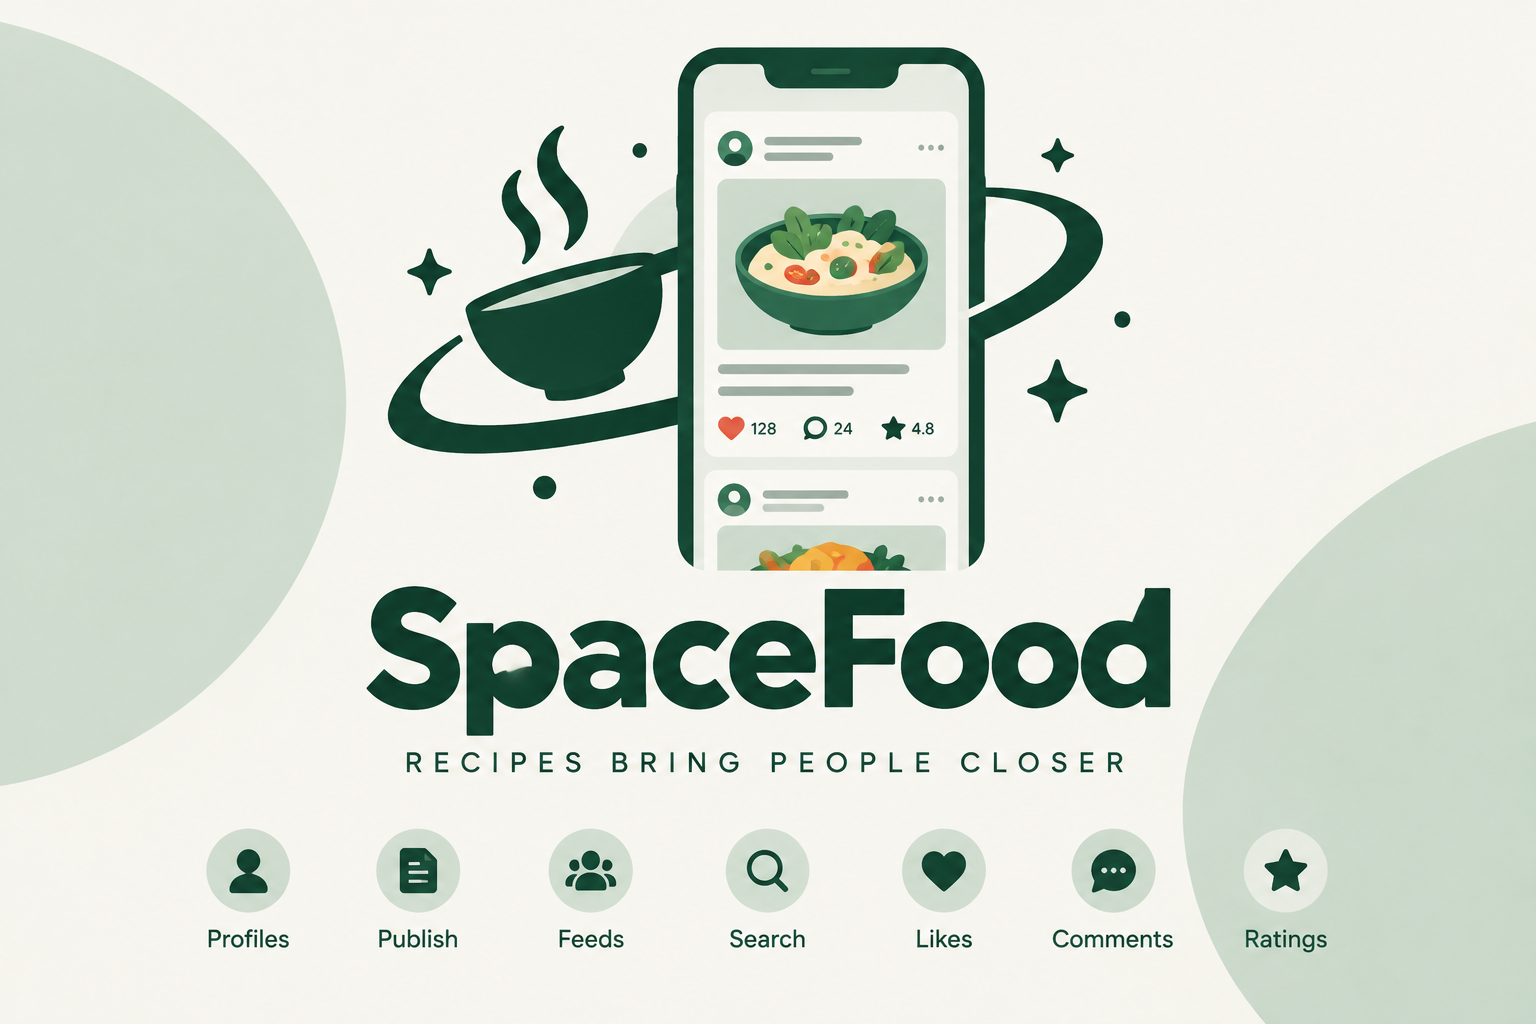 128 24 4.8
SpaceFood
RECIPES BRING PEOPLE CLOSER
Profiles Publish Feeds Search Likes Comments Ratings